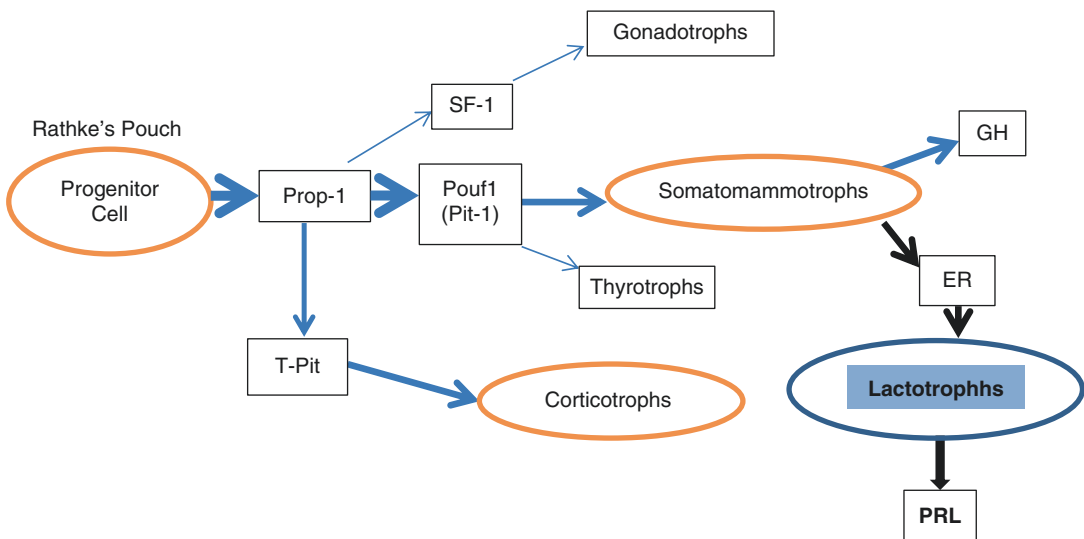 Gonadotrophs
SF-1
GH
Rathke's Pouch
Progenitor
Cell
Prop-1
Pouf1
(Pit-1)
Somatomammotrophs
Thyrotrophs
ER
T-Pit
Corticotrophs
Lactotrophhs
PRL